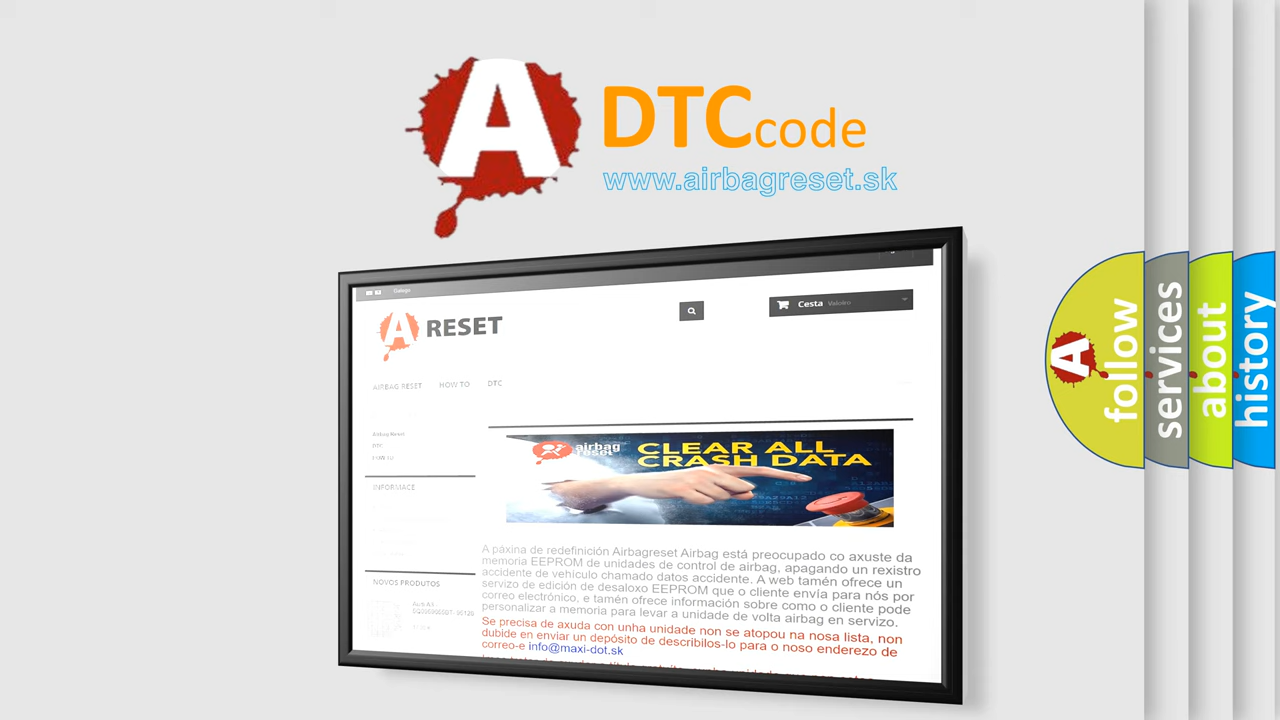 A DTCcode
www.airbagreset.sk
Galego
A RESET
Cesta Valeiro
AIRBAG RESET HOW TO DTC
Airbag Reset
DTC
HOW TO
INFORMACE
NOVOS PRODUTOS
airbag
reset
CLEAR ALL
CRASH DATA
A páxina de redefinición Airbagreset Airbag está preocupado co axuste da
memoria EEPROM de unidades de control de airbag, apagando un rexistro
accidente de vehículo chamado datos accidente. A web tamén ofrece un
servizo de edición de desaloxo EEPROM que o cliente envía para nós por
correo electrónico, e tamén ofrece información sobre como o cliente pode
personalizar a memoria para levar a unidade de volta airbag en servizo.
Se precisa de axuda con unha unidade non se atopou na nosa lista, non
dubide en enviar un depósito de describilos-lo para o noso enderezo de
correo-e info@maxi-dot.sk
A follow
services
about
history